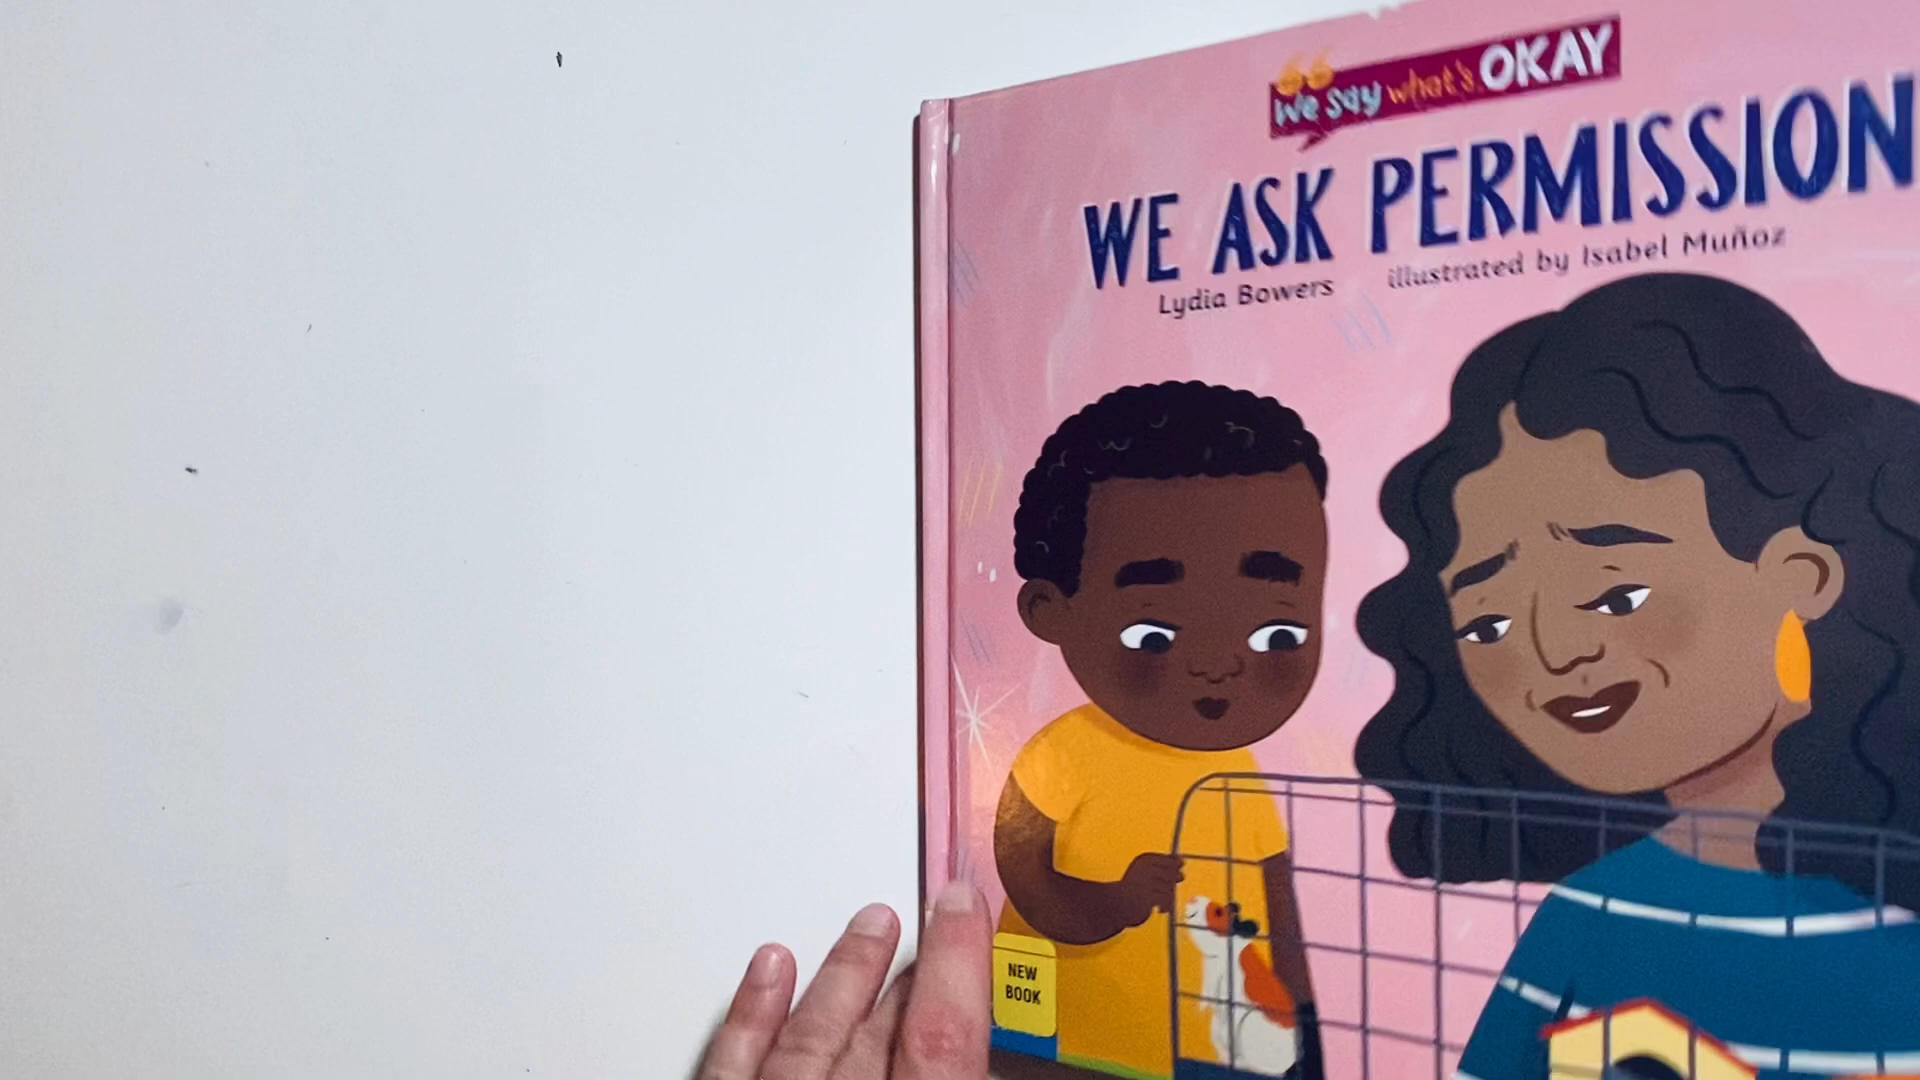 We say what's OKAY
WE ASK PERMISSION
Lydia Bowers illustrated by Isabel Muñoz
NEW
BOOK